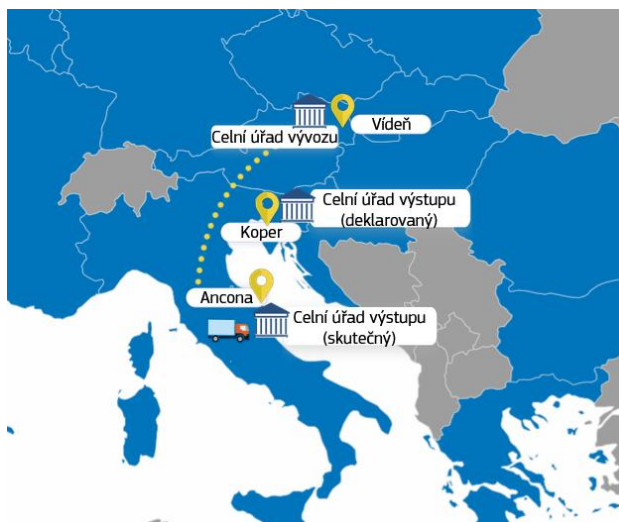 Celní úřad vývozu
Vídeň
Celní úřad výstupu
(deklarovaný)
Koper
Ancona
Celní úřad výstupu
(skutečný)